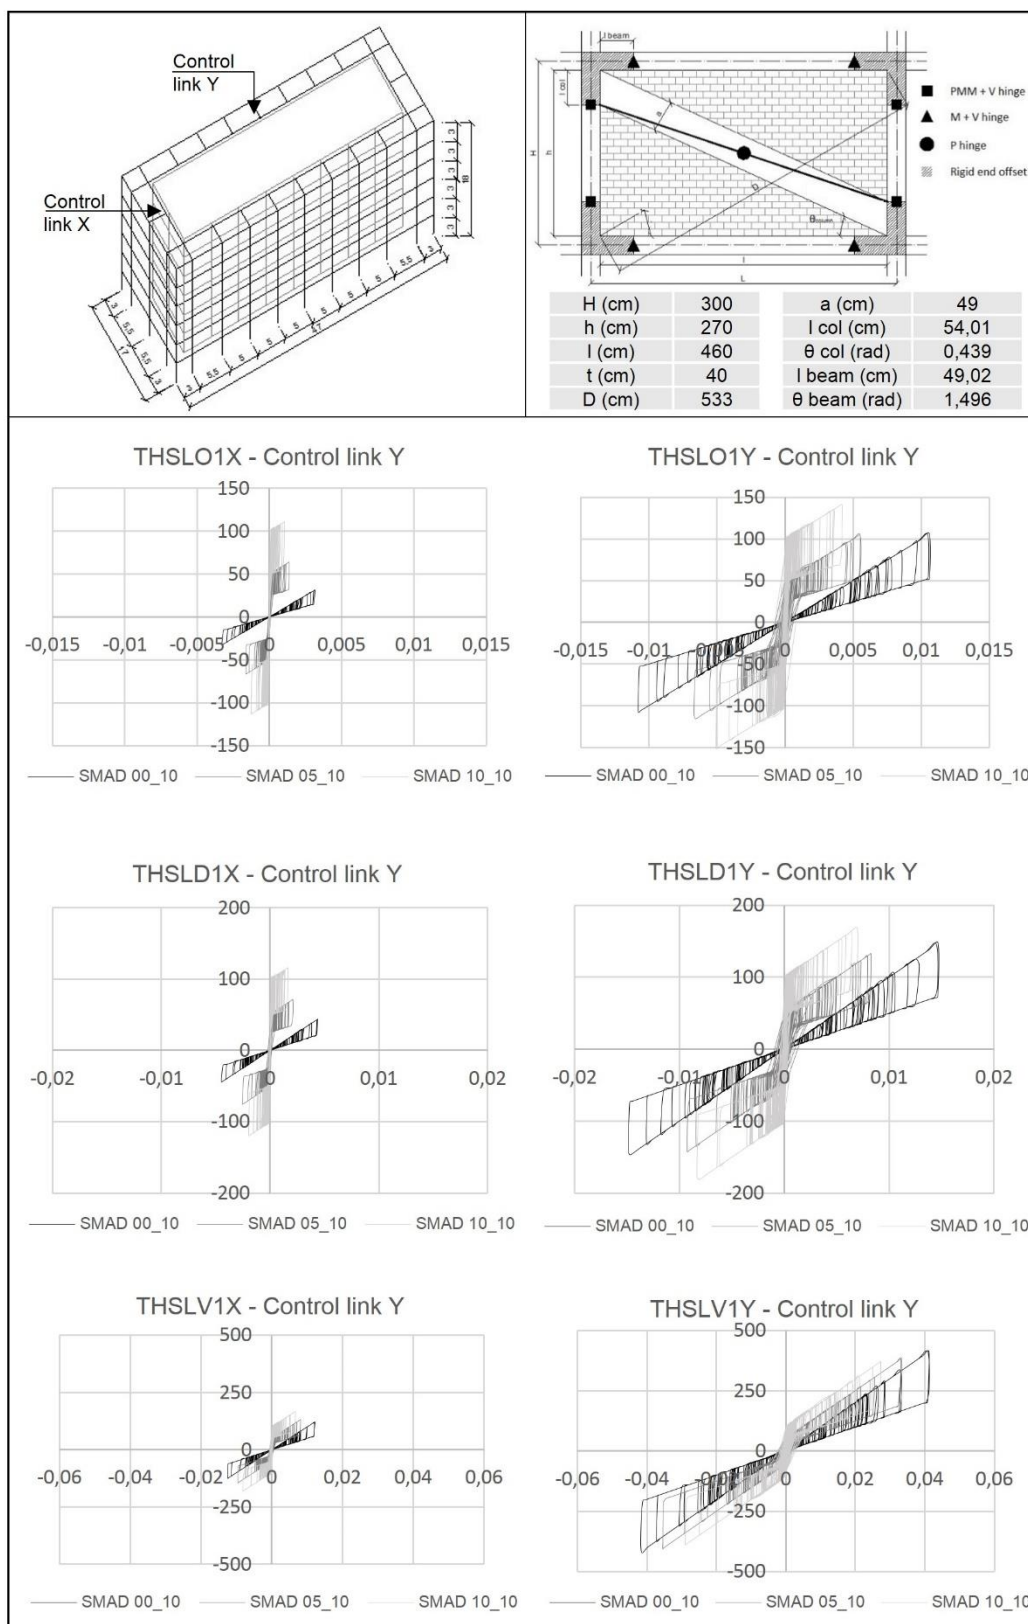 Control
link Y
Control
link X
3
3
3
3
3
3
18
3
5,5
5,5
3
17
3
5,5
5
5
5
5
5
5
5,5
3
47
l beam
l col
a
H
h
D
l
L
PMM + V hinge
M + V hinge
P hinge
Rigid end offset
H (cm) 300 a (cm) 49
h (cm) 270 l col (cm) 54,01
l (cm) 460 θ col (rad) 0,439
t (cm) 40 l beam (cm) 49,02
D (cm) 533 θ beam (rad) 1,496
THSLO1X - Control link Y
150
100
50
0
-0,015 -0,01 -0,005 0 0,005 0,01 0,015
-50
-100
-150
SMAD 00_10 SMAD 05_10 SMAD 10_10
THSLO1Y - Control link Y
150
100
50
0
-0,015 -0,01 -0,005 0 0,005 0,01 0,015
-50
-100
-150
SMAD 00_10 SMAD 05_10 SMAD 10_10
THSLD1X - Control link Y
200
100
0
-0,02 -0,01 0 0,01 0,02
-100
-200
SMAD 00_10 SMAD 05_10 SMAD 10_10
THSLD1Y - Control link Y
200
100
0
-0,02 -0,01 0 0,01 0,02
-100
-200
SMAD 00_10 SMAD 05_10 SMAD 10_10
THSLV1X - Control link Y
500
250
0
-0,06 -0,04 -0,02 0 0,02 0,04 0,06
-250
-500
SMAD 00_10 SMAD 05_10 SMAD 10_10
THSLV1Y - Control link Y
500
250
0
-0,06 -0,04 -0,02 0 0,02 0,04 0,06
-250
-500
SMAD 00_10 SMAD 05_10 SMAD 10_10